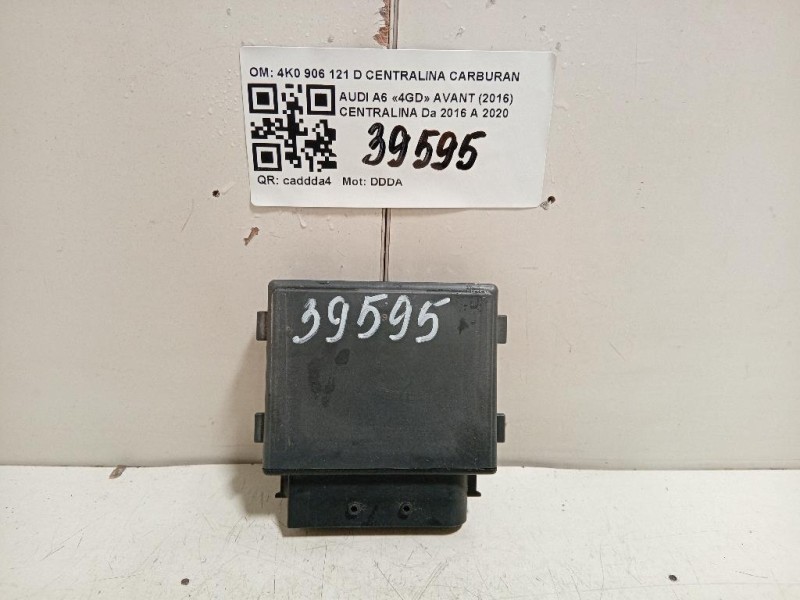 OM: 4K0 906 121 D CENTRALINA CARBURAN
AUDI A6 «4GD» AVANT (2016)
CENTRALINA Da 2016 A 2020
39595
QR: caddda4 Mot: DDDA
39595